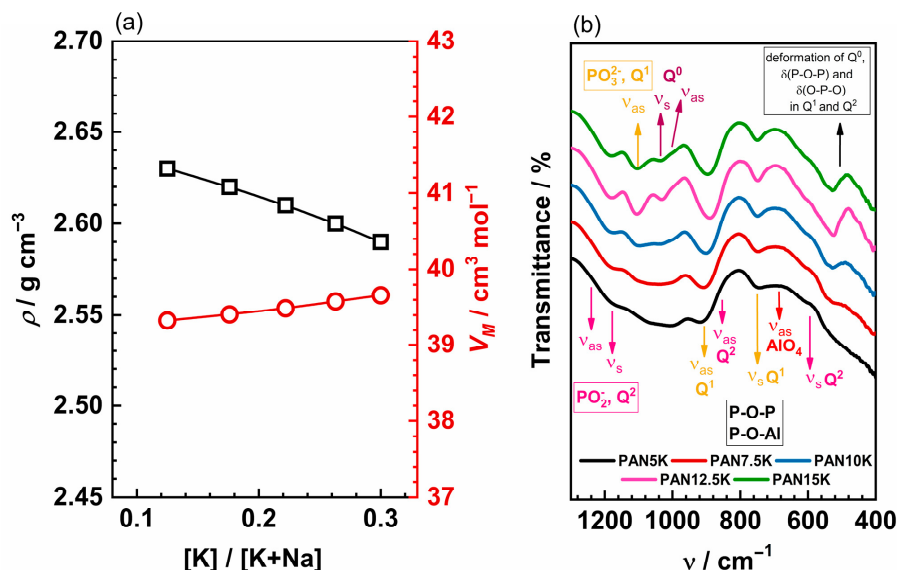 (a)
2.70
2.65
2.60
2.55
2.50
2.45
ρ / g cm⁻³
43
42
41
40
39
38
37
V_M / cm³ mol⁻¹
0.1
0.2
0.3
[K] / [K+Na]
(b)
Transmittance / %
PO₃²⁻, Q¹
ν_as
Q⁰
ν_s
ν_as
deformation of Q⁰,
δ(P-O-P) and
δ(O-P-O)
in Q¹ and Q²
ν_as
ν_s
PO₂⁻, Q²
ν_as
Q¹
ν_as
Q²
ν_s Q¹
ν_as
AlO₄
ν_s Q²
P-O-P
P-O-Al
PAN5K PAN7.5K PAN10K
PAN12.5K PAN15K
1200 1000 800 600 400
ν / cm⁻¹